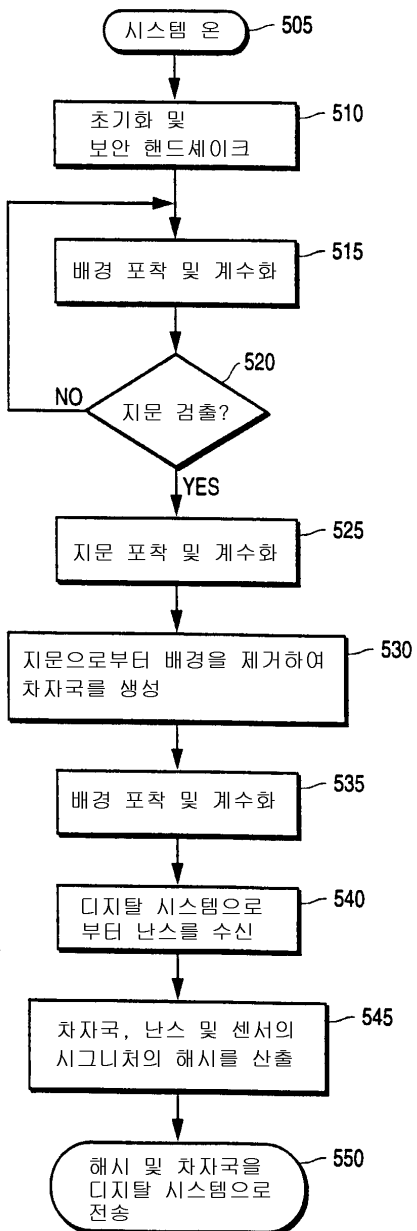 시스템 온
505
초기화 및
보안 핸드셰이크
510
배경 포착 및 계수화
515
지문 검출?
520
NO
YES
지문 포착 및 계수화
525
지문으로부터 배경을 제거하여
차자국를 생성
530
배경 포착 및 계수화
535
디지탈 시스템으로
부터 난스를 수신
540
차자국, 난스 및 센서의
시그니처의 해시를 산출
545
해시 및 차자국을
디지탈 시스템으로
전송
550